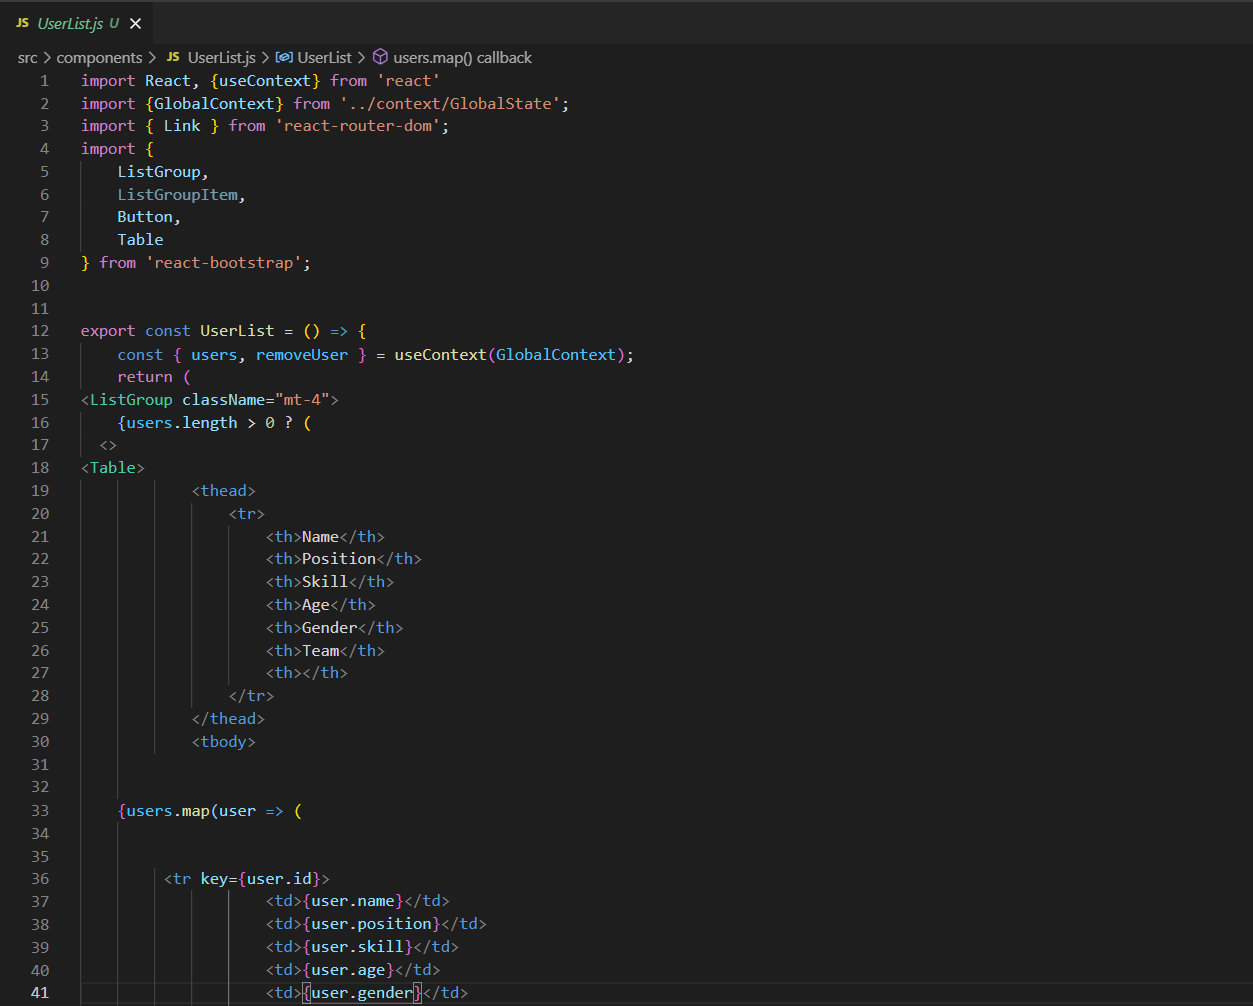 JS UserList.js U ×
src > components > JS UserList.js > UserList > users.map() callback
1 import React, {useContext} from 'react'
2 import {GlobalContext} from '../context/GlobalState';
3 import { Link } from 'react-router-dom';
4 import {
5 ListGroup,
6 ListGroupItem,
7 Button,
8 Table
9 } from 'react-bootstrap';
10
11
12 export const UserList = () => {
13 const { users, removeUser } = useContext(GlobalContext);
14 return (
15 <ListGroup className="mt-4">
16 {users.length > 0 ? (
17 <>
18 <Table>
19 <thead>
20 <tr>
21 <th>Name</th>
22 <th>Position</th>
23 <th>Skill</th>
24 <th>Age</th>
25 <th>Gender</th>
26 <th>Team</th>
27 <th></th>
28 </tr>
29 </thead>
30 <tbody>
31
32
33 {users.map(user => (
34
35
36 <tr key={user.id}>
37 <td>{user.name}</td>
38 <td>{user.position}</td>
39 <td>{user.skill}</td>
40 <td>{user.age}</td>
41 <td>{user.gender}</td>